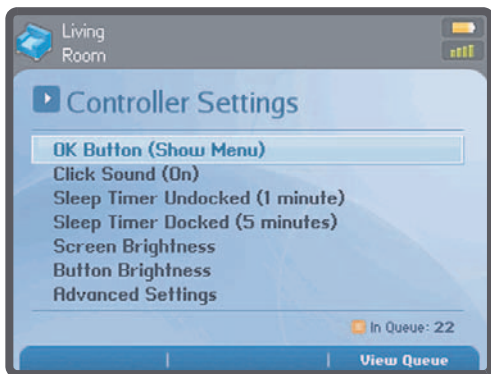 Living
Room
Controller Settings
OK Button (Show Menu)
Click Sound (On)
Sleep Timer Undocked (1 minute)
Sleep Timer Docked (5 minutes)
Screen Brightness
Button Brightness
Advanced Settings
In Queue: 22
View Queue